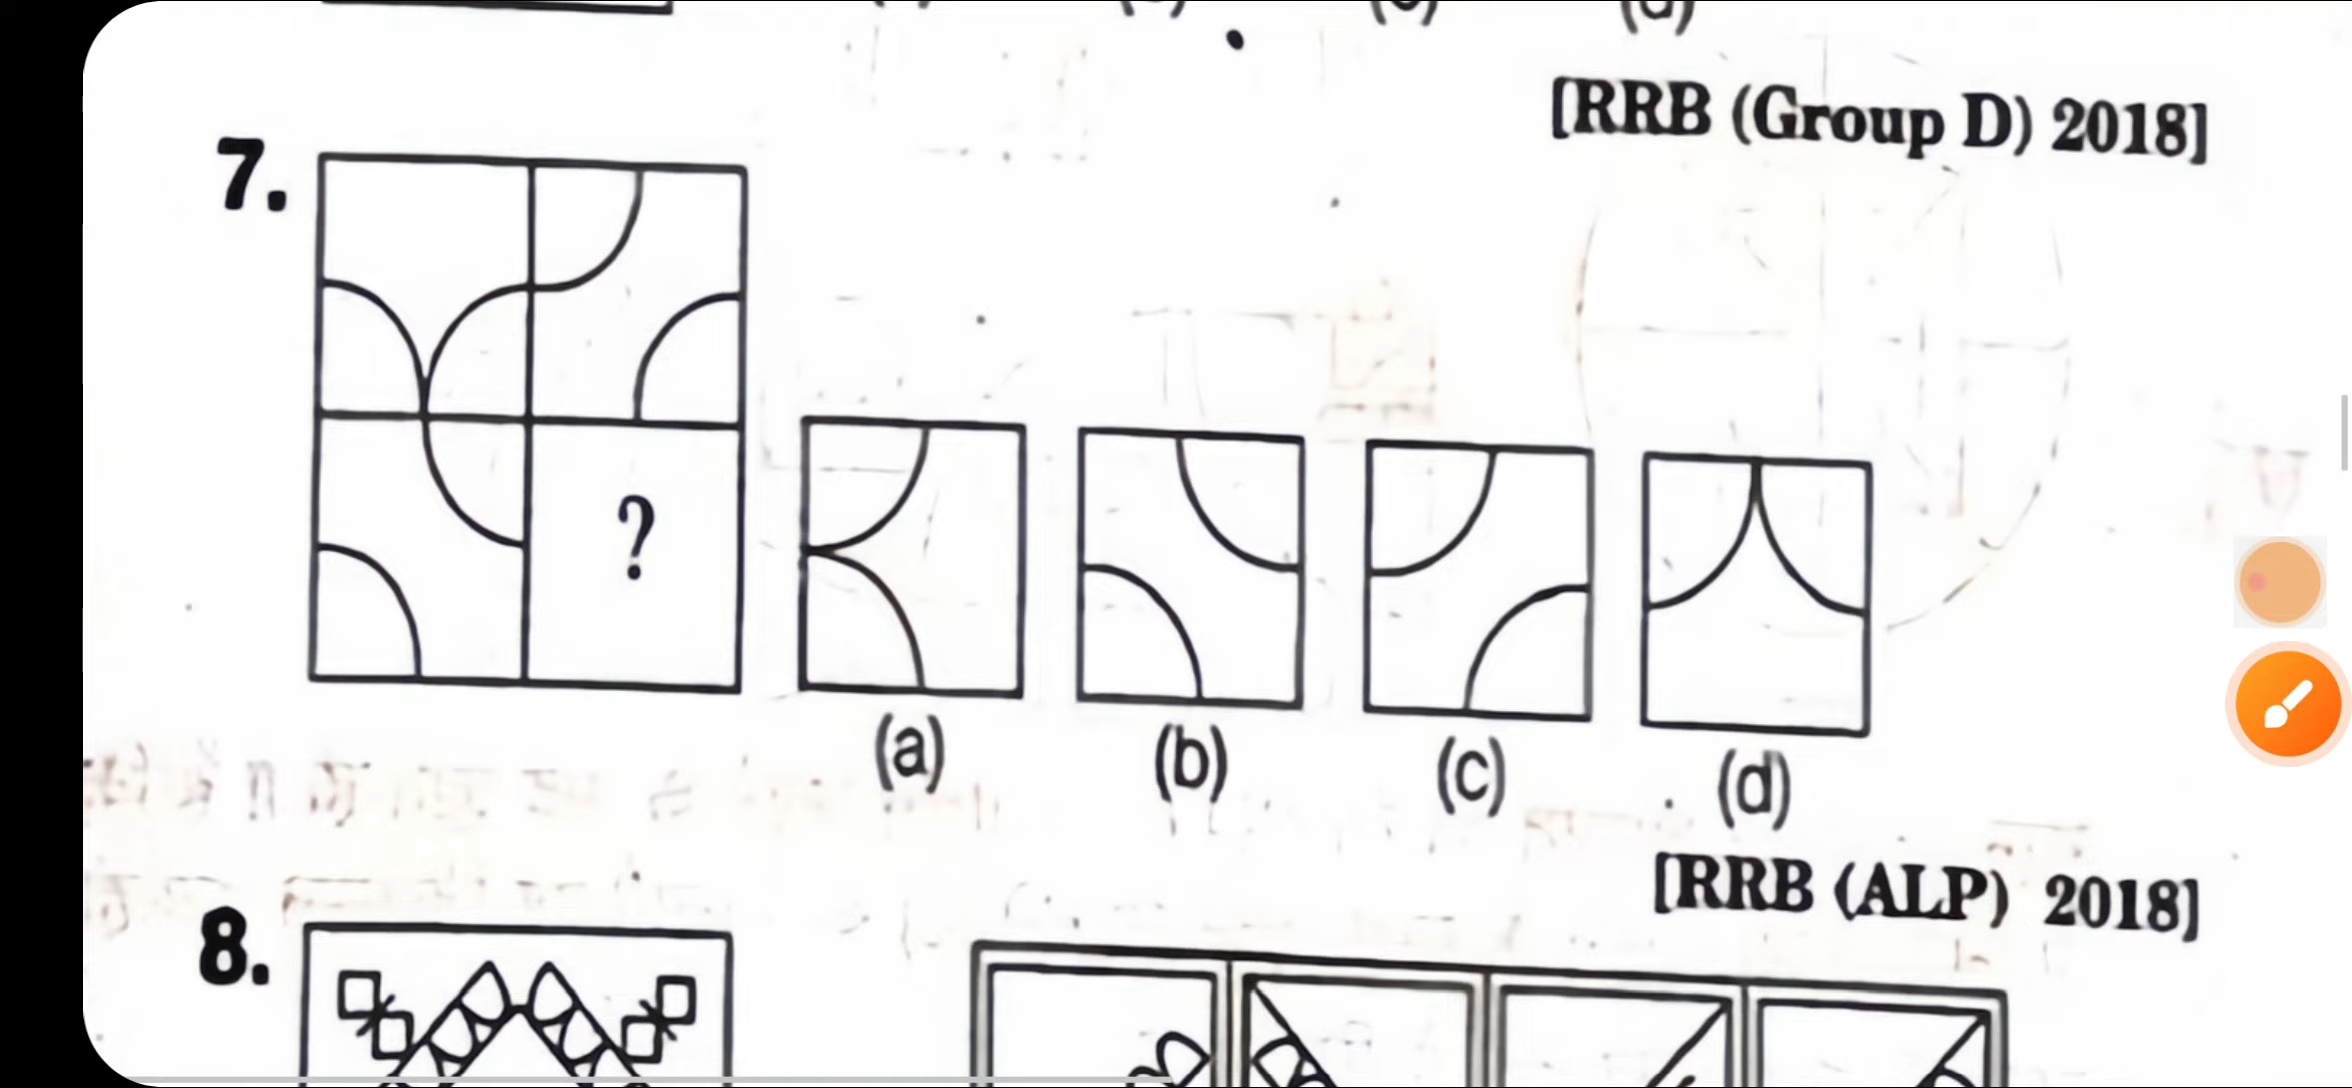 (d)
[RRB (Group D) 2018]
7.
?
(a) (b) (c) (d)
[RRB (ALP) 2018]
8.